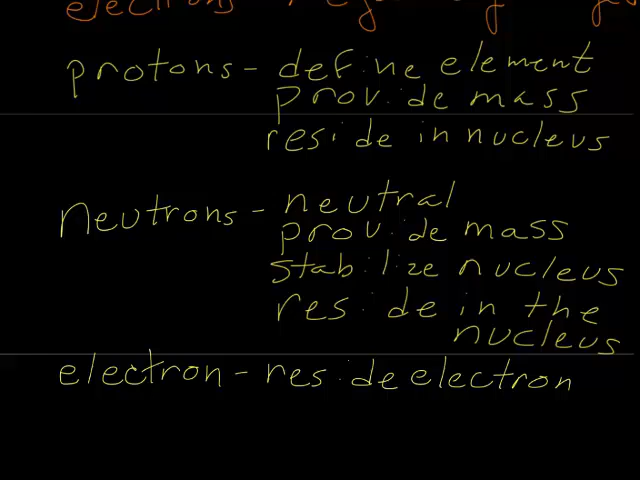 electrons
protons - define element
provide mass
reside in nucleus
neutrons - neutral
provide mass
stabilize nucleus
reside in the
nucleus
electron - reside electron